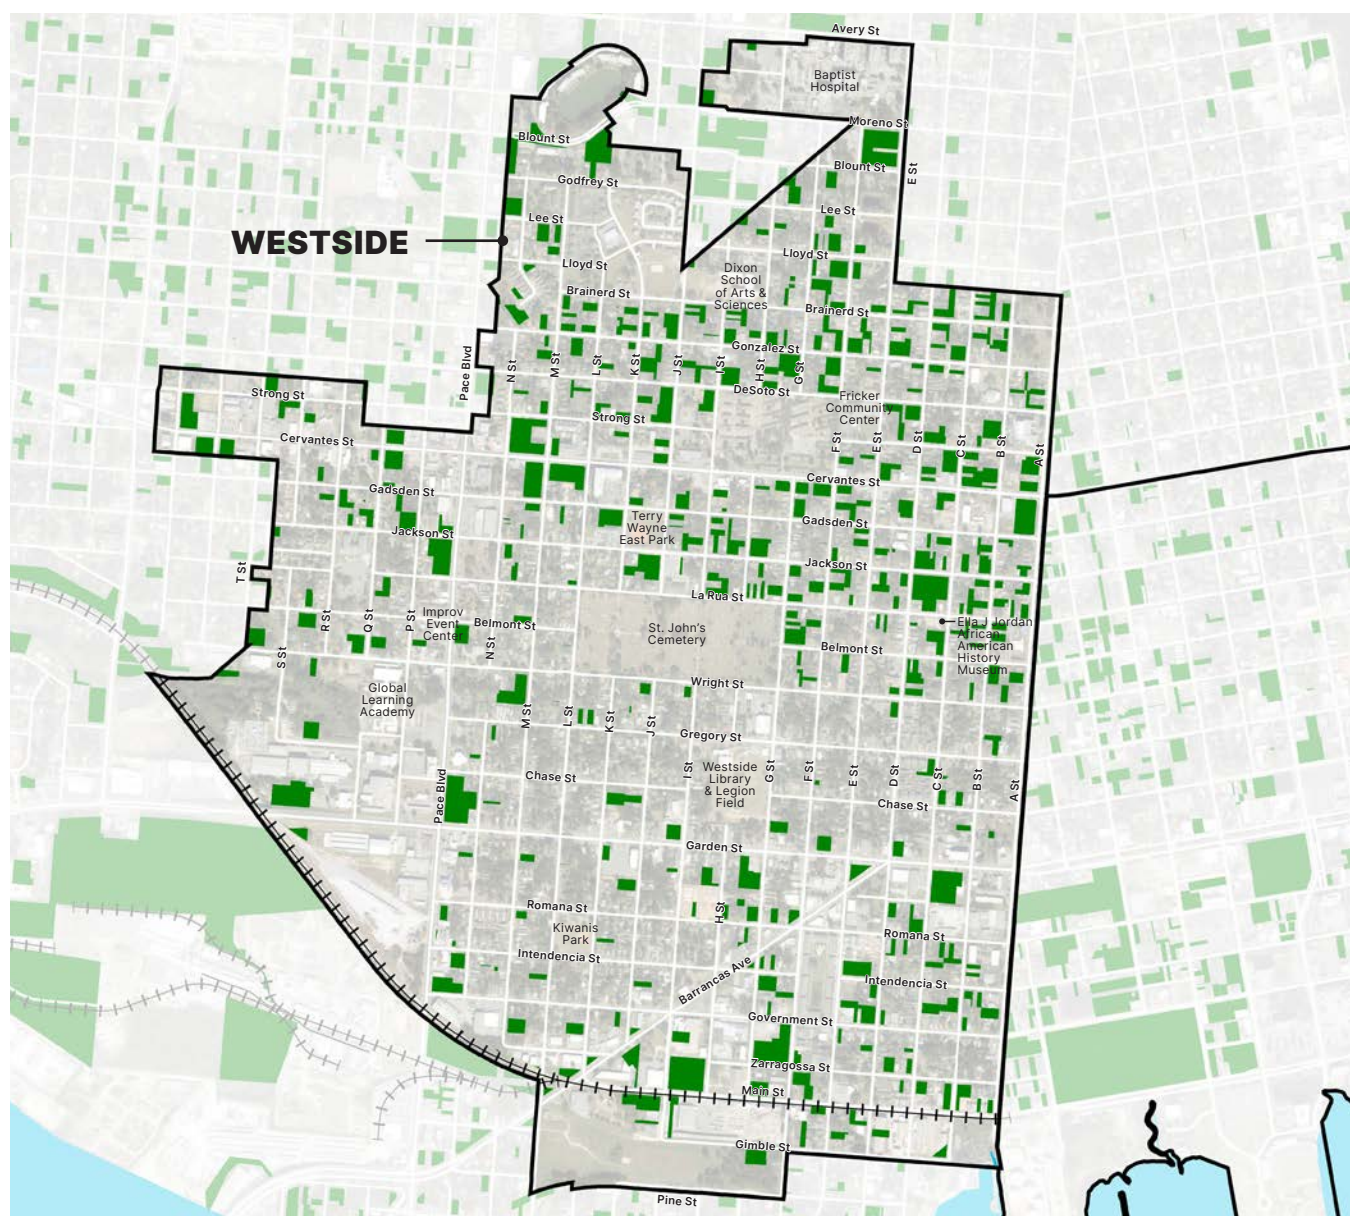 Avery St
Baptist
Hospital
Moreno St
Blount St
Blount St
E St
Godfrey St
Lee St
Lee St
WESTSIDE
Lloyd St
Lloyd St
Dixon
School
of Arts &
Sciences
Brainerd St
Brainerd St
Gonzalez St
Pace Blvd
N St
M St
L St
K St
J St
I St
H St
G St
DeSoto St
Strong St
Strong St
Fricker
Community
Center
Cervantes St
F St
E St
D St
C St
B St
A St
Cervantes St
Gadsden St
Gadsden St
Terry
Wayne
East Park
Jackson St
Jackson St
T St
La Rua St
R St
Q St
P St
Improv
Event
Center
Belmont St
N St
St. John's
Cemetery
Ella J Jordan
African
American
History
Museum
Belmont St
S St
Wright St
Global
Learning
Academy
M St
L St
K St
J St
Gregory St
Pace Blvd
Chase St
I St
Westside
Library
& Legion
Field
G St
F St
E St
D St
C St
B St
A St
Chase St
Garden St
Romana St
H St
Kiwanis
Park
Romana St
Intendencia St
Barrancas Ave
Intendencia St
Government St
Zarragossa St
Main St
Gimble St
Pine St